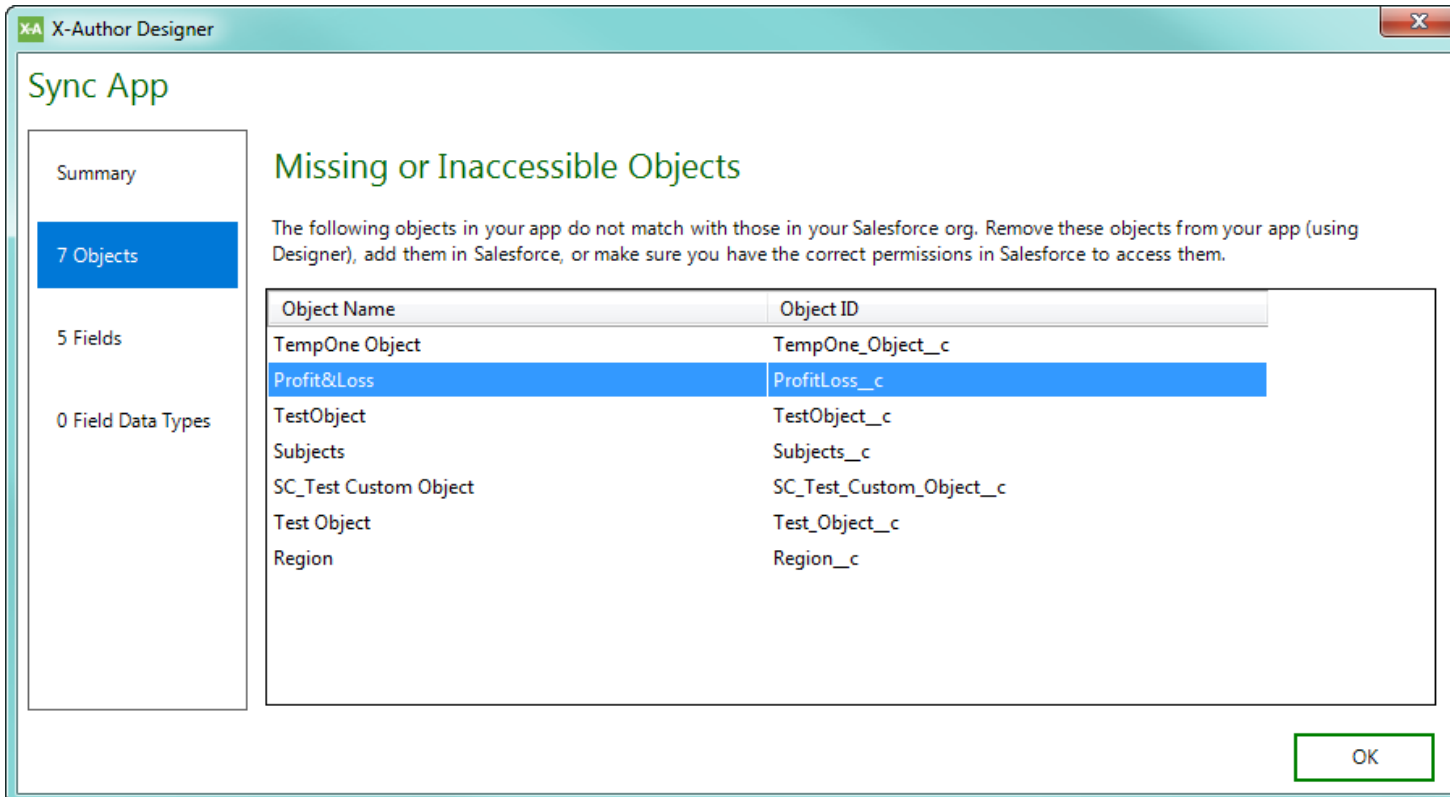 X-A X-Author Designer
Sync App
Summary
7 Objects
5 Fields
0 Field Data Types
Missing or Inaccessible Objects
The following objects in your app do not match with those in your Salesforce org. Remove these objects from your app (using
Designer), add them in Salesforce, or make sure you have the correct permissions in Salesforce to access them.
Object Name Object ID
TempOne Object TempOne_Object__c
Profit&Loss ProfitLoss__c
TestObject TestObject__c
Subjects Subjects__c
SC_Test Custom Object SC_Test_Custom_Object__c
Test Object Test_Object__c
Region Region__c
OK